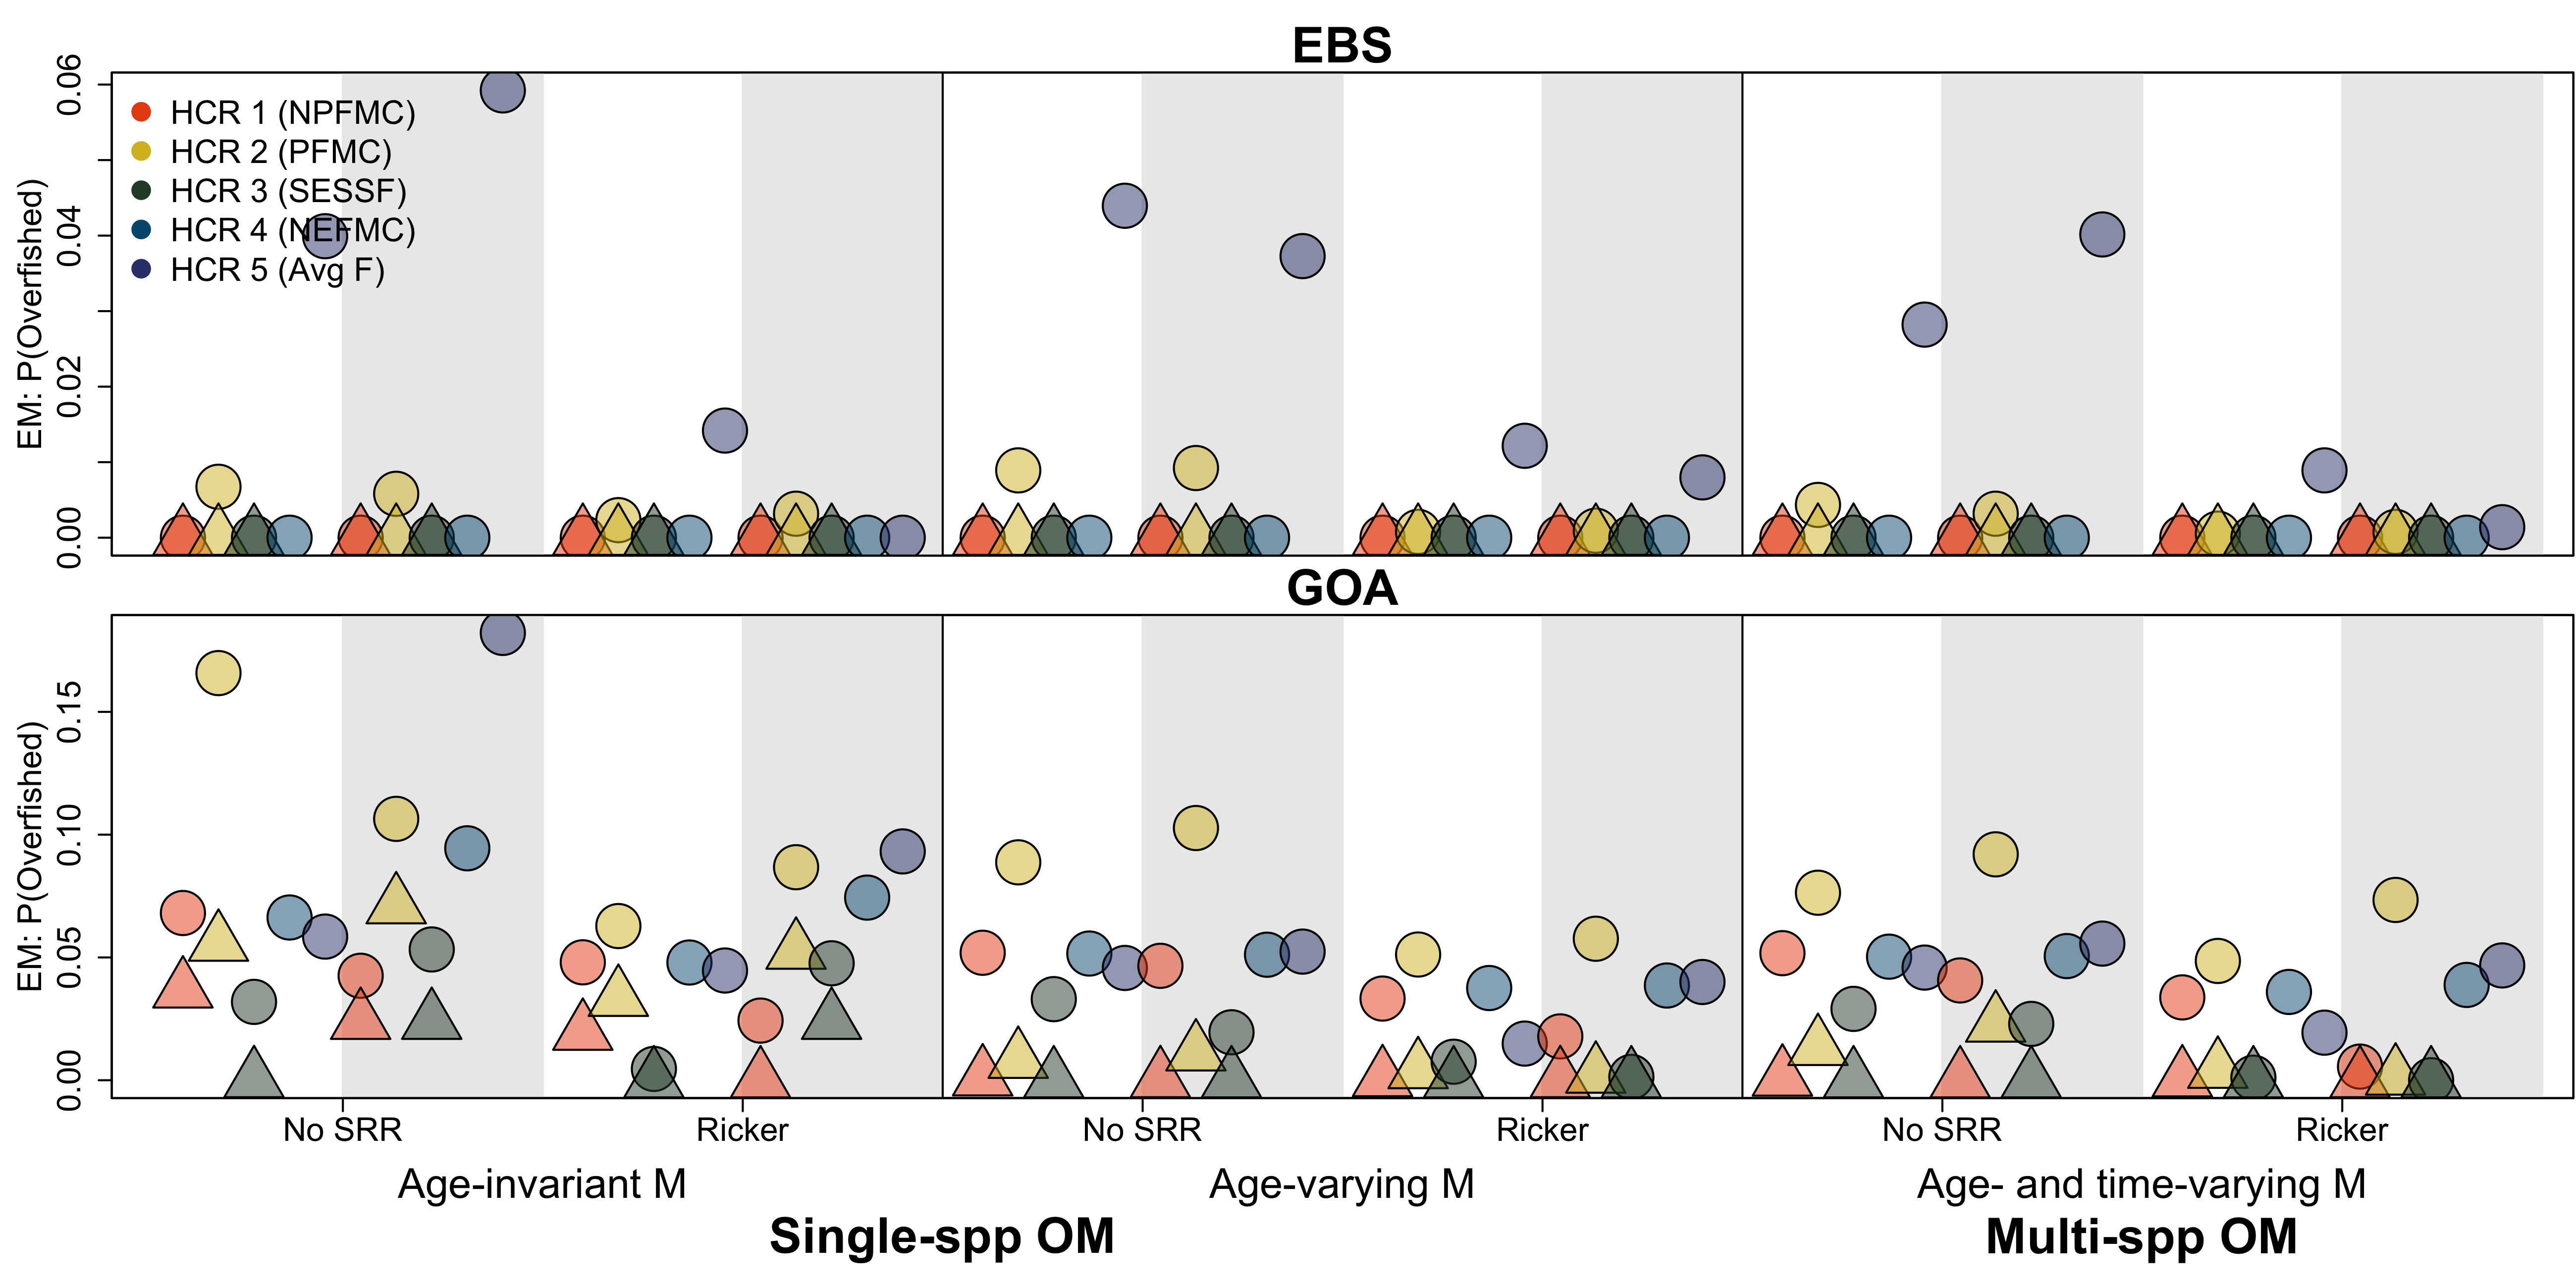 EBS
EM: P(Overfished)
0.06
0.04
0.02
0.00
HCR 1 (NPFMC)
HCR 2 (PFMC)
HCR 3 (SESSF)
HCR 4 (NEFMC)
HCR 5 (Avg F)
GOA
EM: P(Overfished)
0.15
0.10
0.05
0.00
No SRR Ricker No SRR Ricker No SRR Ricker
Age-invariant M Age-varying M Age- and time-varying M
Single-spp OM Multi-spp OM